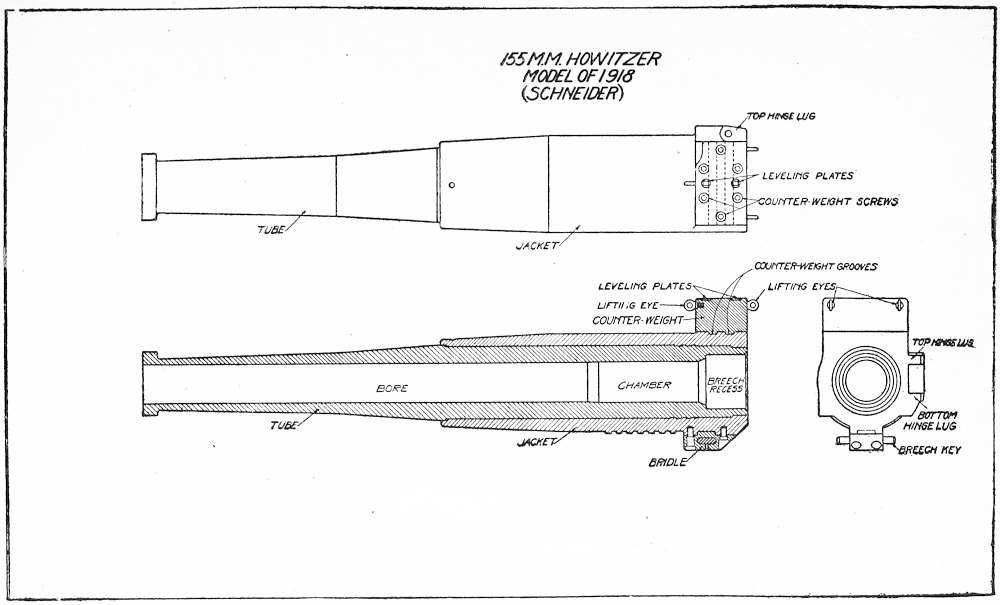 155 M.M. HOWITZER
MODEL OF 1918
(SCHNEIDER)
TOP HINGE LUG
LEVELING PLATES
COUNTER-WEIGHT SCREWS
TUBE
JACKET
COUNTER-WEIGHT GROOVES
LEVELING PLATES
LIFTING EYES
LIFTING EYE
COUNTER-WEIGHT
TOP HINGE LUG
BORE
CHAMBER
BREECH
RECESS
BOTTOM
HINGE LUG
TUBE
JACKET
BRIDLE
BREECH KEY